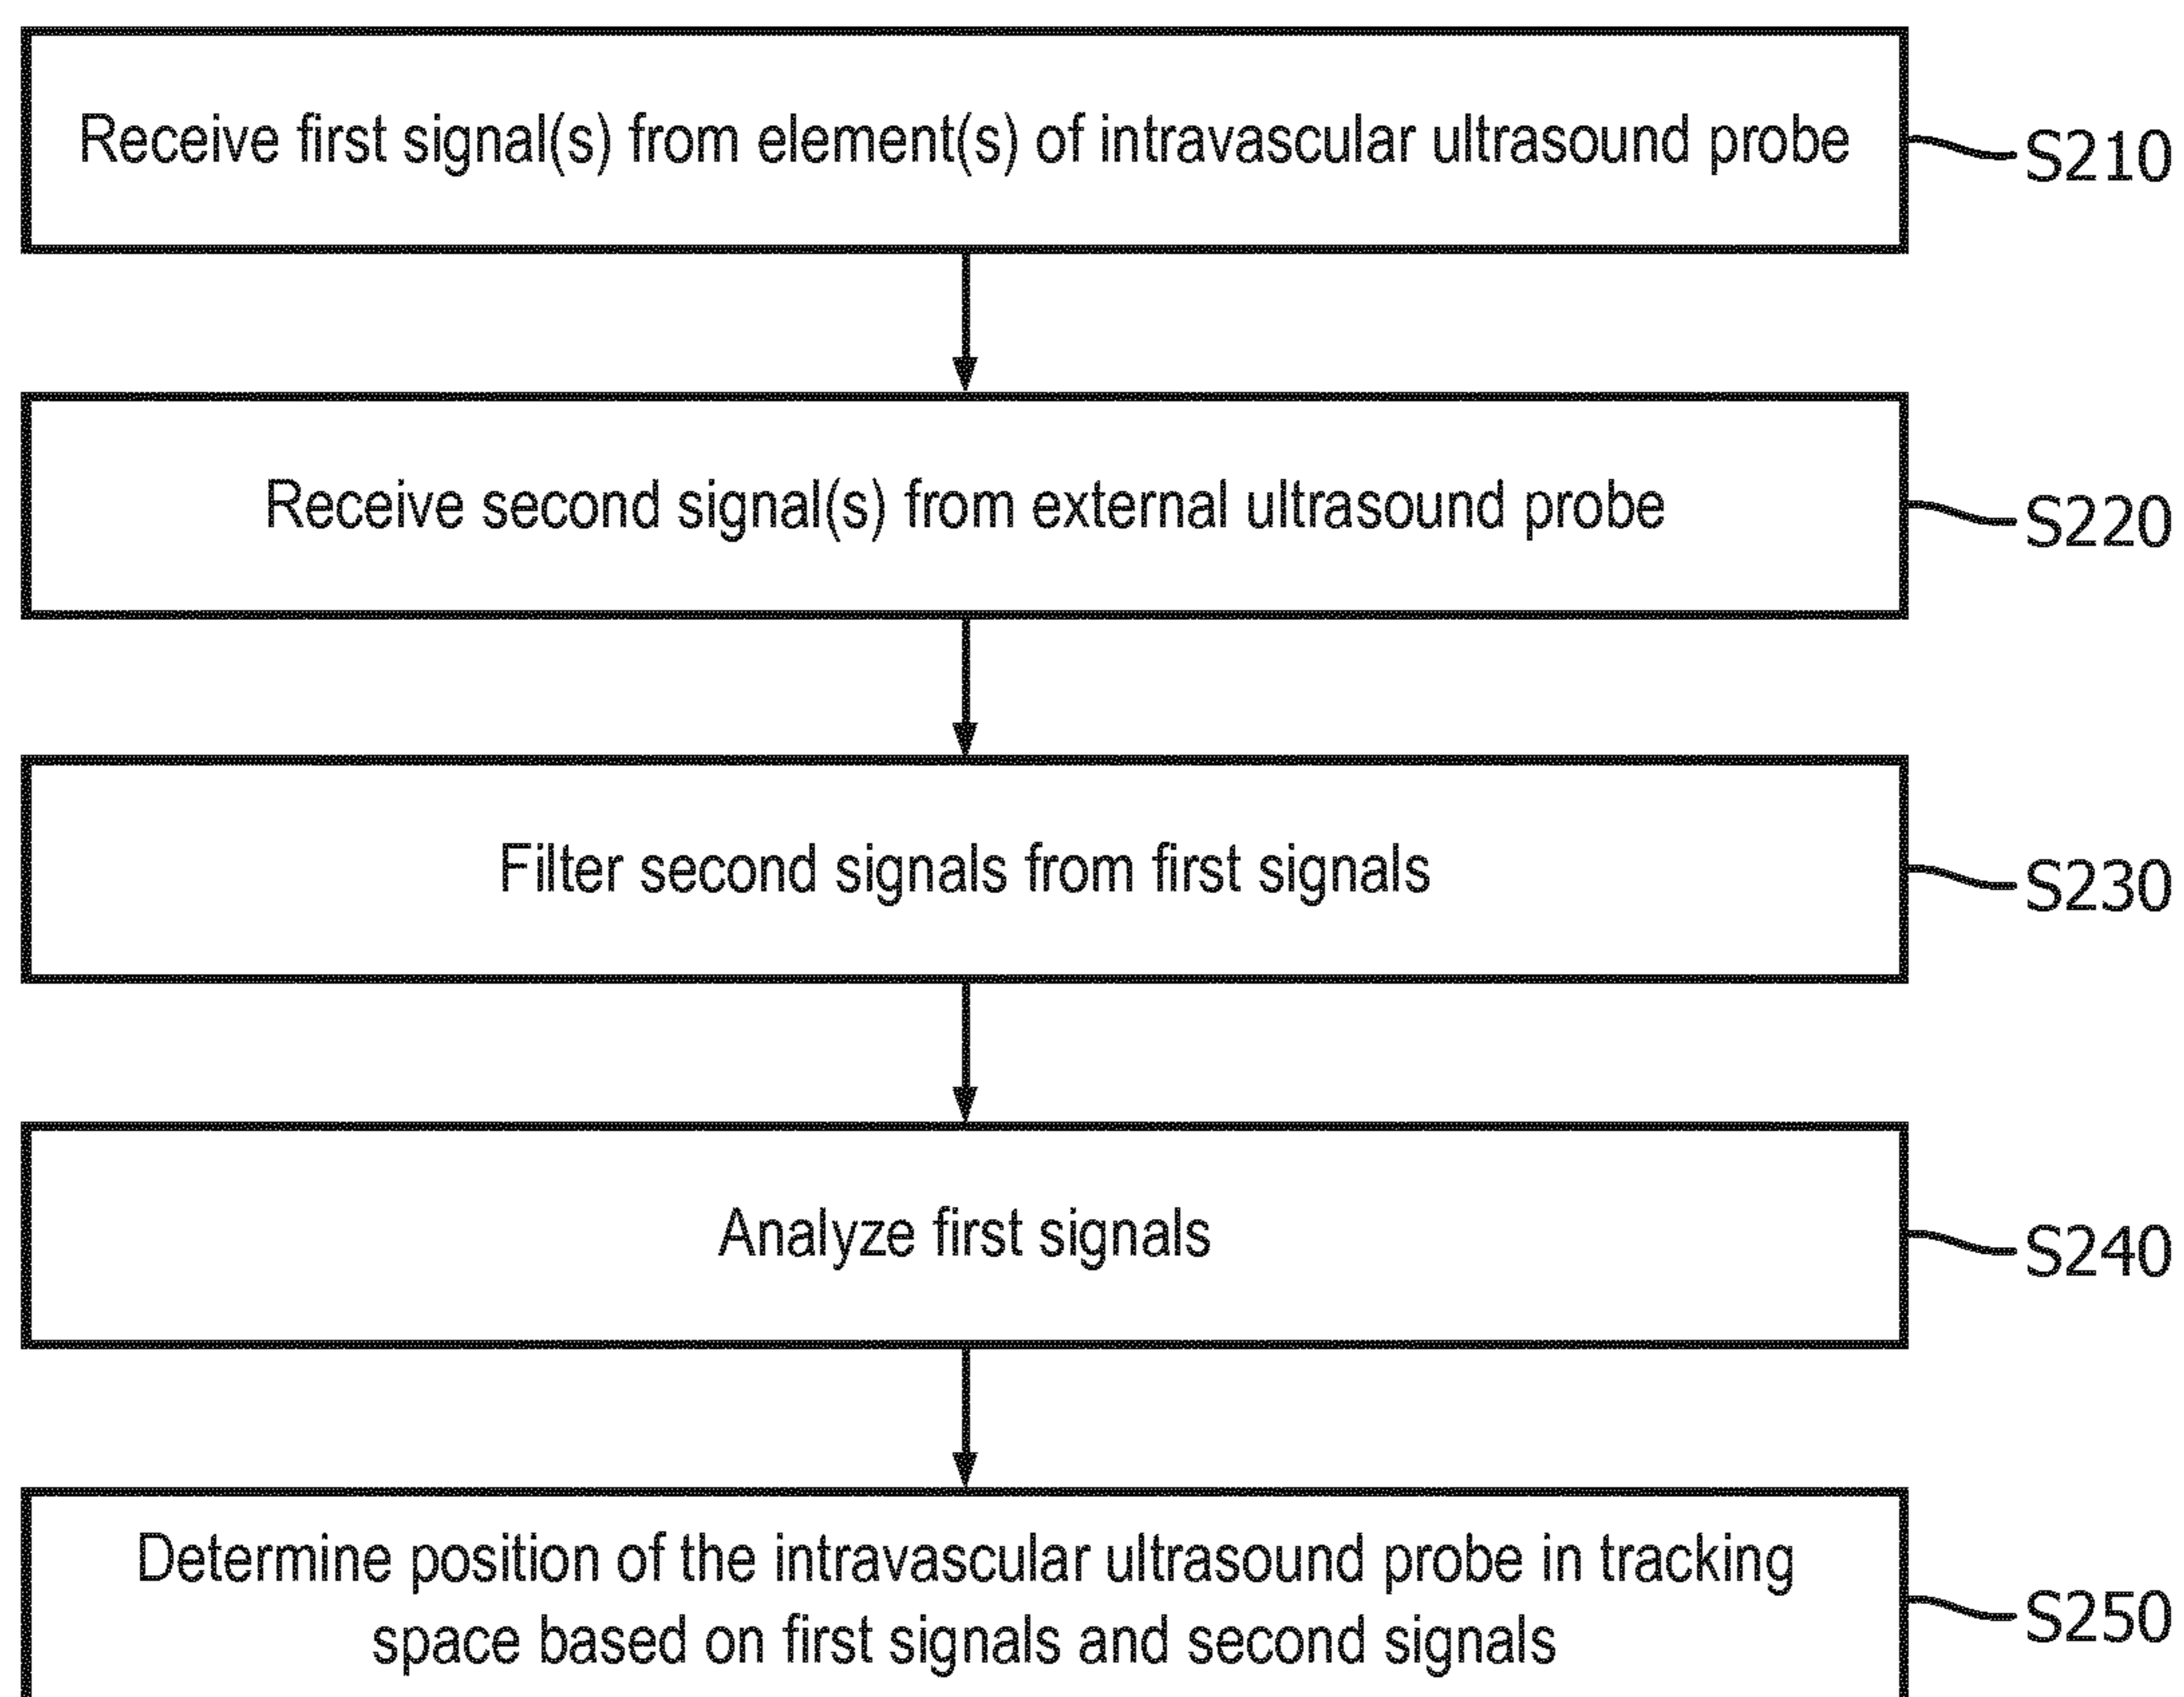 Receive first signal(s) from element(s) of intravascular ultrasound probe
S210
Receive second signal(s) from external ultrasound probe
S220
Filter second signals from first signals
S230
Analyze first signals
S240
Determine position of the intravascular ultrasound probe in tracking
space based on first signals and second signals
S250